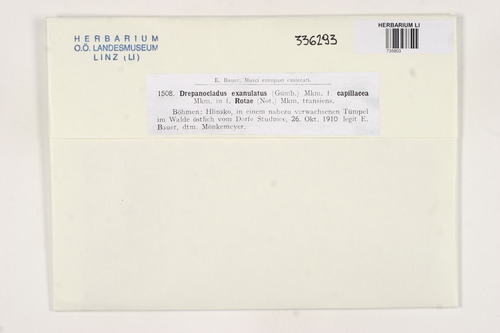 HERBARIUM
O.Ö. LANDESMUSEUM
LINZ (LI)
336293
HERBARIUM LI
E. Bauer, Musci europaei exsiccati.
1508. Drepanocladus exanulatus (Gümb.) Mkm. f. capillacea
Mkm. in f. Rotae (Not.) Mkm. transiens.
Böhmen: Hlinsko, in einem nahezu verwachsenen Tümpel
im Walde östlich vom Dorfe Studnice, 26. Okt. 1910 legit E.
Bauer, dtm. Mönkemeyer.